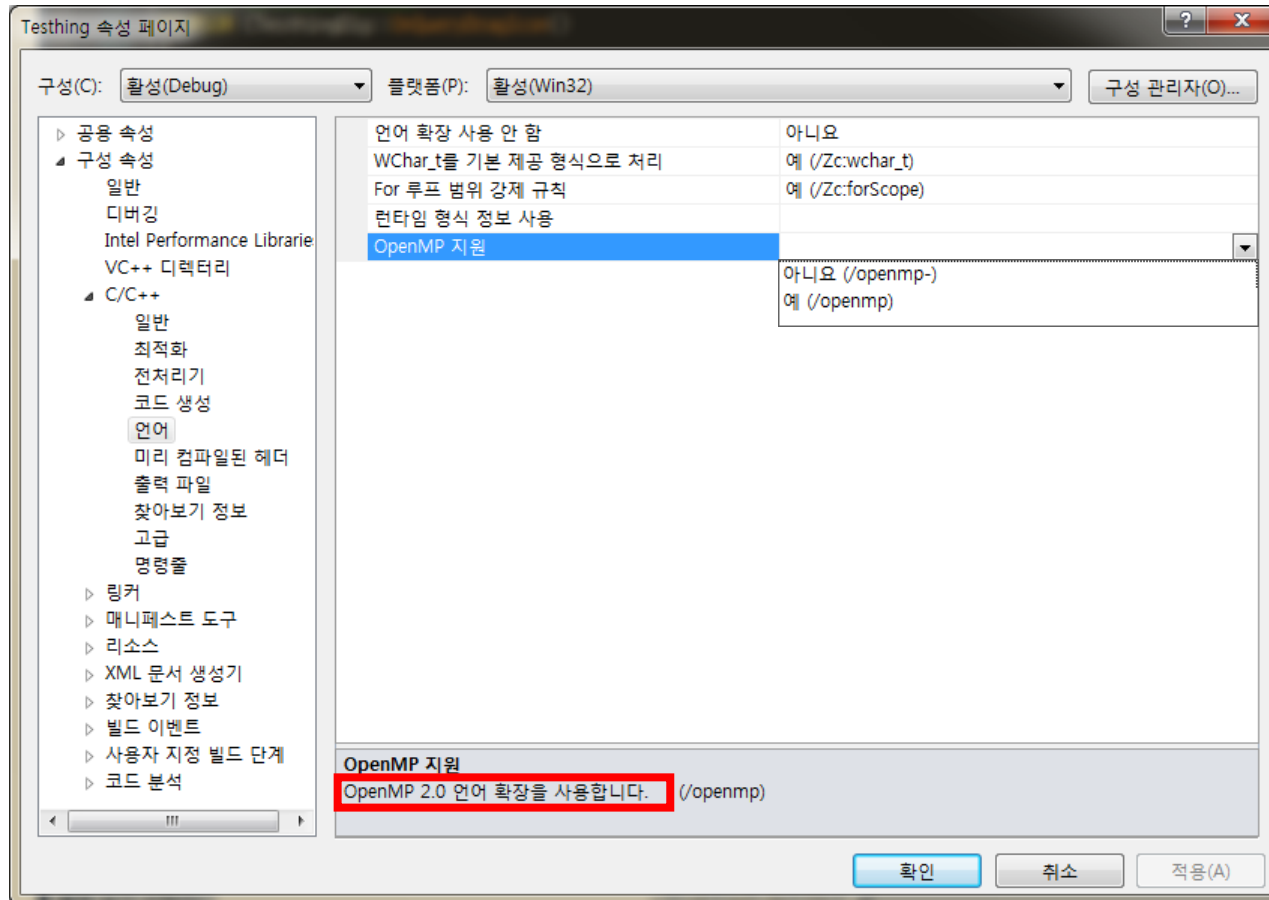 Testhing 속성 페이지
구성(C): 활성(Debug) 플랫폼(P): 활성(Win32) 구성 관리자(O)...
공용 속성
구성 속성
일반
디버깅
Intel Performance Librarie
VC++ 디렉터리
C/C++
일반
최적화
전처리기
코드 생성
언어
미리 컴파일된 헤더
출력 파일
찾아보기 정보
고급
명령줄
링커
매니페스트 도구
리소스
XML 문서 생성기
찾아보기 정보
빌드 이벤트
사용자 지정 빌드 단계
코드 분석
언어 확장 사용 안 함 아니요
WChar_t를 기본 제공 형식으로 처리 예 (/Zc:wchar_t)
For 루프 범위 강제 규칙 예 (/Zc:forScope)
런타임 형식 정보 사용
OpenMP 지원
아니요 (/openmp-)
예 (/openmp)
OpenMP 지원
OpenMP 2.0 언어 확장을 사용합니다. (/openmp)
확인 취소 적용(A)